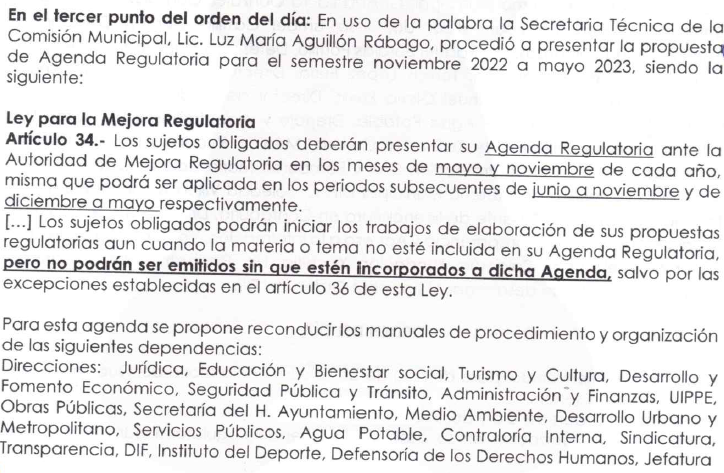 En el tercer punto del orden del día: En uso de la palabra la Secretaria Técnica de la
Comisión Municipal, Lic. Luz María Aguillón Rábago, procedió a presentar la propuesta
de Agenda Regulatoria para el semestre noviembre 2022 a mayo 2023, siendo la
siguiente:
Ley para la Mejora Regulatoria
Artículo 34.- Los sujetos obligados deberán presentar su Agenda Regulatoria ante la
Autoridad de Mejora Regulatoria en los meses de mayo y noviembre de cada año,
misma que podrá ser aplicada en los periodos subsecuentes de junio a noviembre y de
diciembre a mayo respectivamente.
[...] Los sujetos obligados podrán iniciar los trabajos de elaboración de sus propuestas
regulatorias aun cuando la materia o tema no esté incluida en su Agenda Regulatoria,
pero no podrán ser emitidos sin que estén incorporados a dicha Agenda, salvo por las
excepciones establecidas en el artículo 36 de esta Ley.
Para esta agenda se propone reconducir los manuales de procedimiento y organización
de las siguientes dependencias:
Direcciones: Jurídica, Educación y Bienestar social, Turismo y Cultura, Desarrollo y
Fomento Económico, Seguridad Pública y Tránsito, Administración y Finanzas, UIPPE,
Obras Públicas, Secretaría del H. Ayuntamiento, Medio Ambiente, Desarrollo Urbano y
Metropolitano, Servicios Públicos, Agua Potable, Contraloría Interna, Sindicatura,
Transparencia, DIF, Instituto del Deporte, Defensoría de los Derechos Humanos, Jefatura